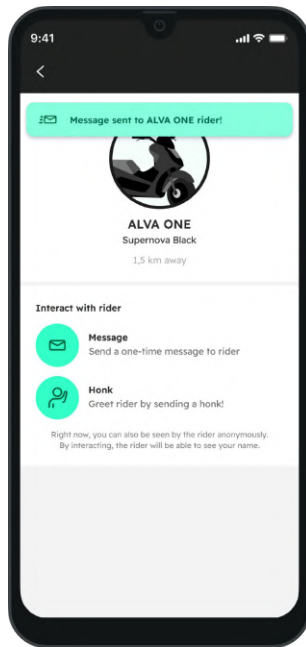 9:41
Message sent to ALVA ONE rider!
ALVA ONE
Supernova Black
1,5 km away
Interact with rider
Message
Send a one-time message to rider
Honk
Greet rider by sending a honk!
Right now, you can also be seen by the rider anonymously.
By interacting, the rider will be able to see your name.